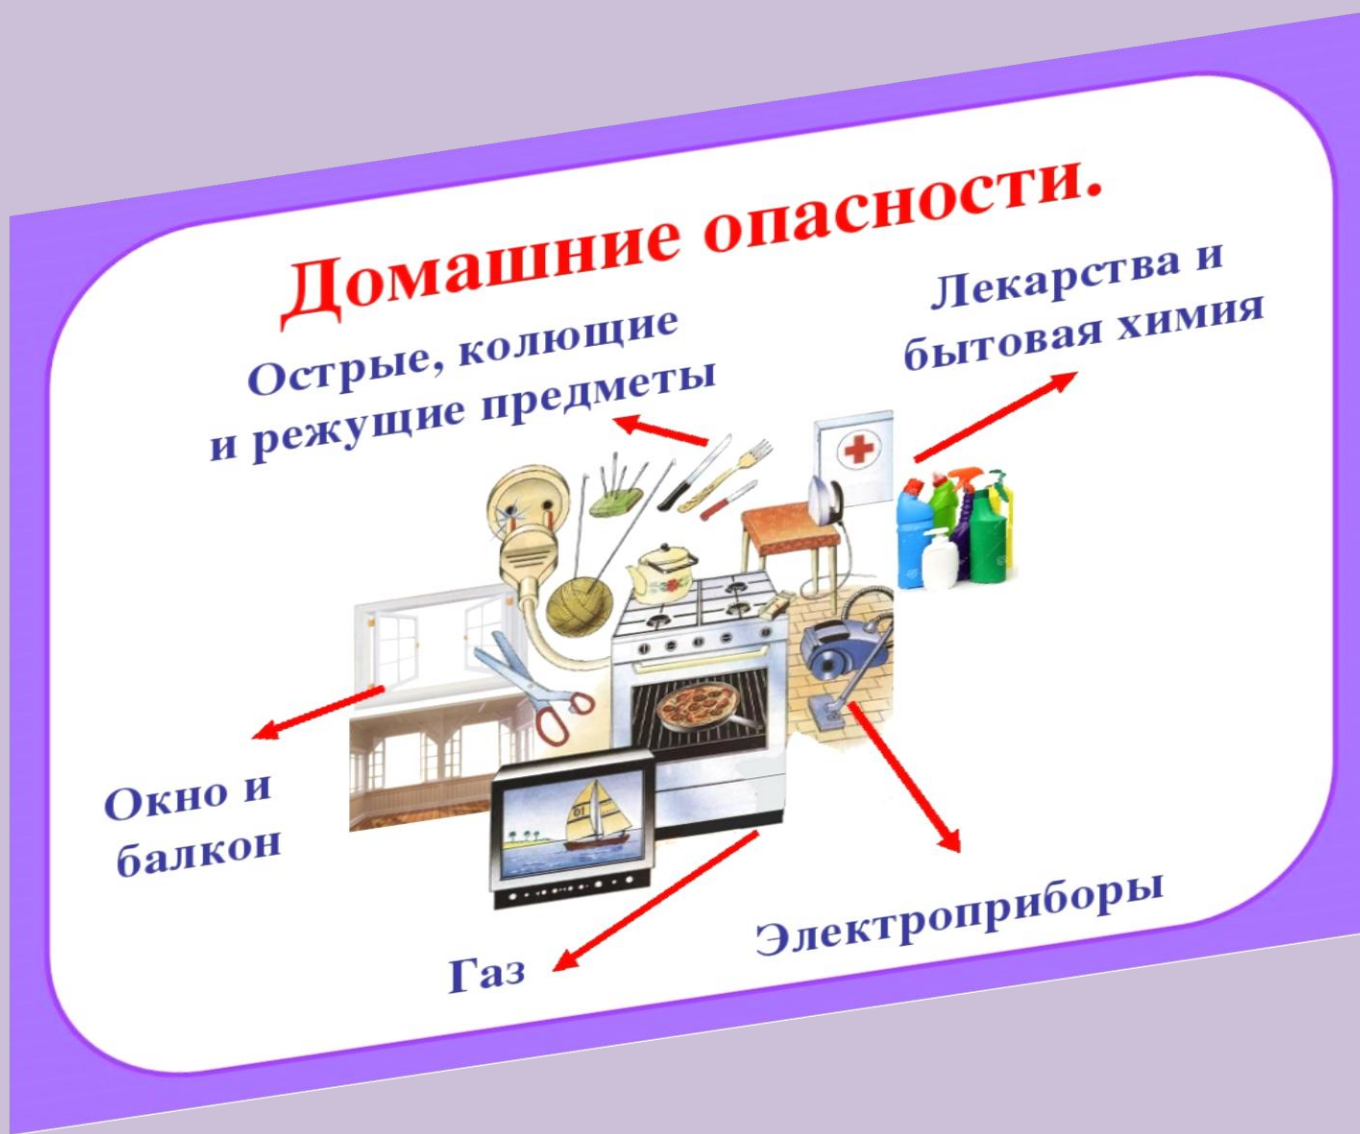 Домашние опасности.
Острые, колющие
и режущие предметы
Лекарства и
бытовая химия
Окно и
балкон
Газ
Электроприборы